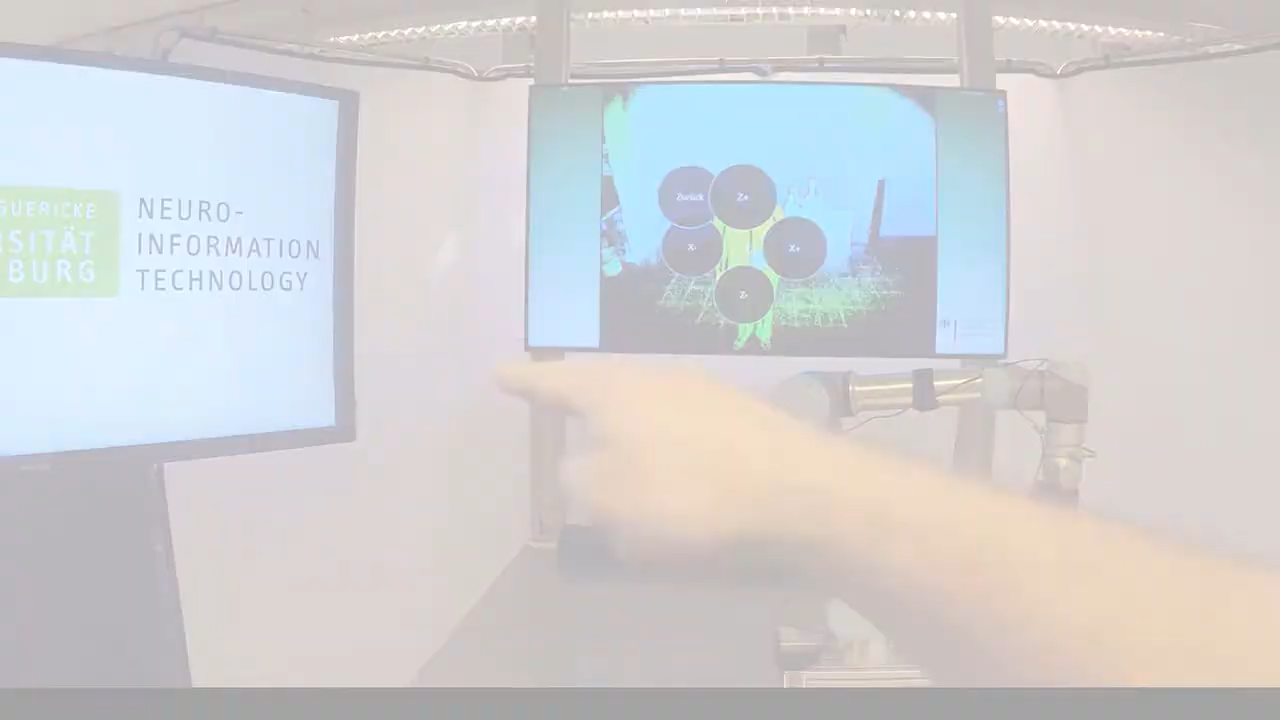 GUERICKE
SITÄT
BURG
NEURO-
INFORMATION
TECHNOLOGY
Zurück
Z+
X-
X+
Z-